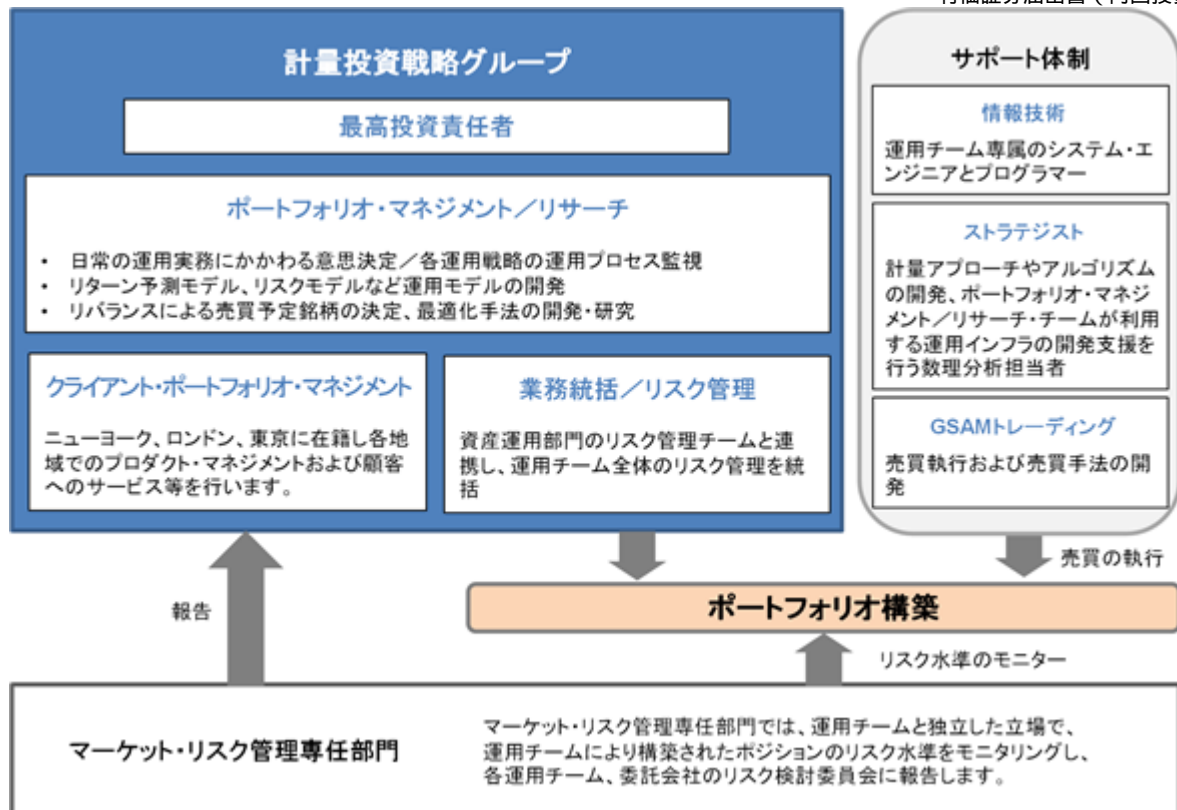 計量投資戦略グループ
最高投資責任者
ポートフォリオ・マネジメント／リサーチ
• 日常の運用実務にかかわる意思決定／各運用戦略の運用プロセス監視
• リターン予測モデル、リスクモデルなど運用モデルの開発
• リバランスによる売買予定銘柄の決定、最適化手法の開発・研究
クライアント・ポートフォリオ・マネジメント
ニューヨーク、ロンドン、東京に在籍し各地
域でのプロダクト・マネジメントおよび顧客
へのサービス等を行います。
業務統括／リスク管理
資産運用部門のリスク管理チームと連
携し、運用チーム全体のリスク管理を統
括
サポート体制
情報技術
運用チーム専属のシステム・エ
ンジニアとプログラマー
ストラテジスト
計量アプローチやアルゴリズム
の開発、ポートフォリオ・マネジ
メント／リサーチ・チームが利用
する運用インフラの開発支援を
行う数理分析担当者
GSAMトレーディング
売買執行および売買手法の開
発
売買の執行
報告
ポートフォリオ構築
リスク水準のモニター
マーケット・リスク管理専任部門
マーケット・リスク管理専任部門では、運用チームと独立した立場で、
運用チームにより構築されたポジションのリスク水準をモニタリングし、
各運用チーム、委託会社のリスク検討委員会に報告します。